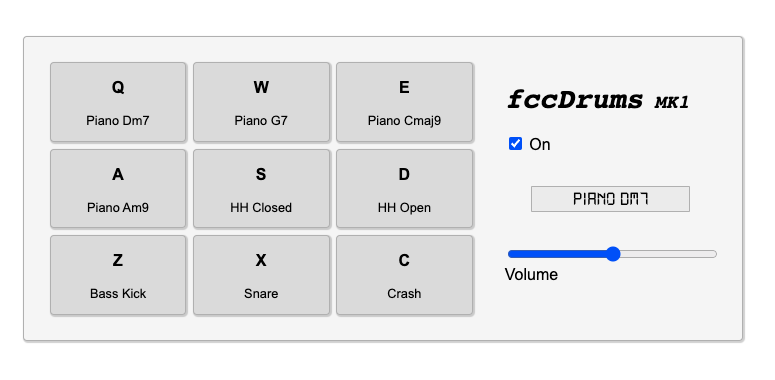 Q
Piano Dm7
W
Piano G7
E
Piano Cmaj9
A
Piano Am9
S
HH Closed
D
HH Open
Z
Bass Kick
X
Snare
C
Crash
fccDrums MK1
On
PIANO DM7
Volume